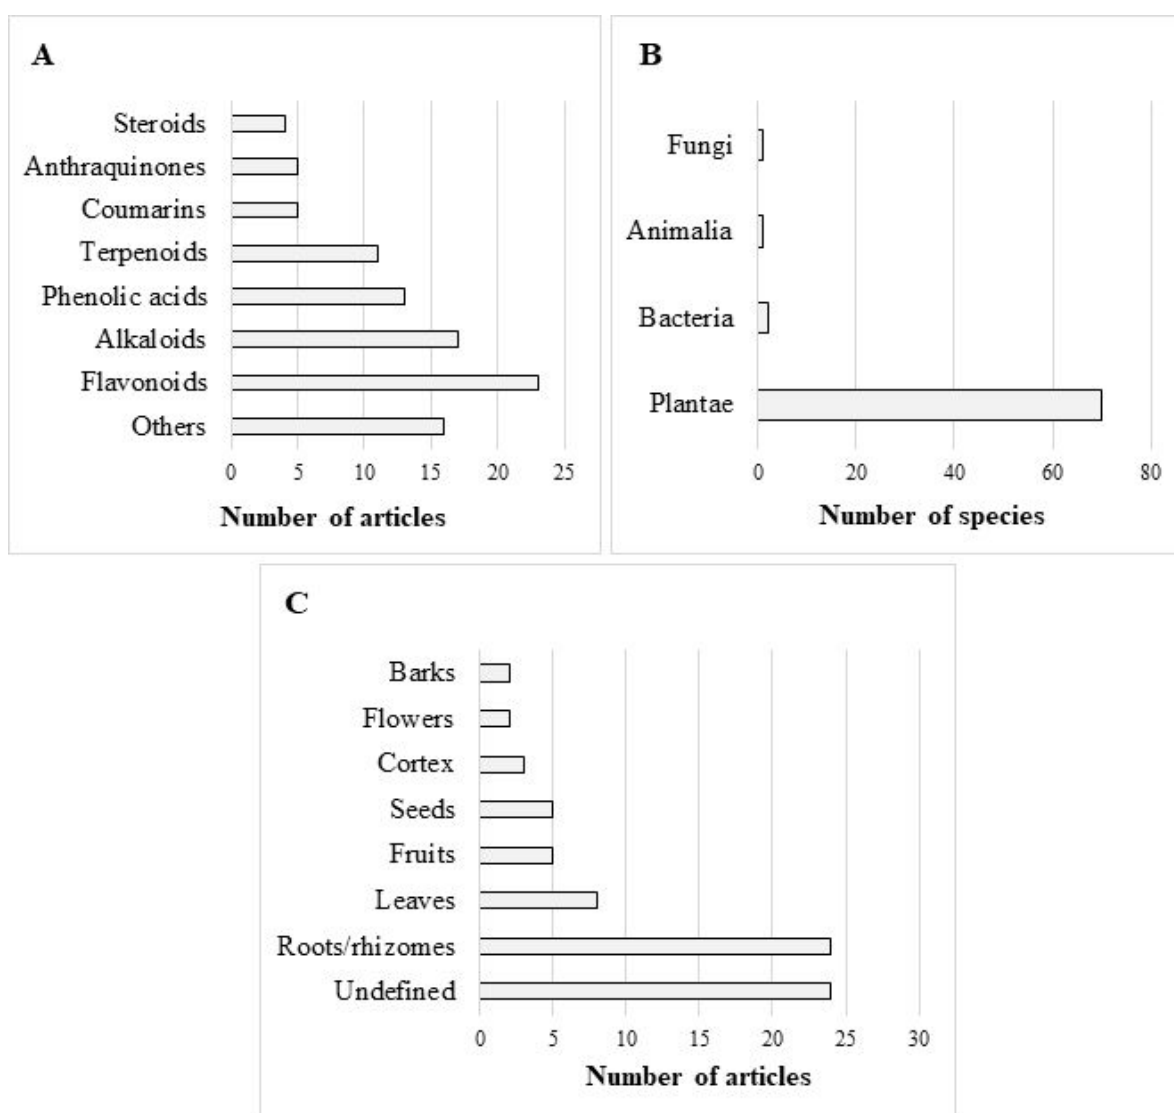 A
Steroids
Anthraquinones
Coumarins
Terpenoids
Phenolic acids
Alkaloids
Flavonoids
Others
0 5 10 15 20 25
Number of articles
B
Fungi
Animalia
Bacteria
Plantae
0 20 40 60 80
Number of species
C
Barks
Flowers
Cortex
Seeds
Fruits
Leaves
Roots/rhizomes
Undefined
0 5 10 15 20 25 30
Number of articles